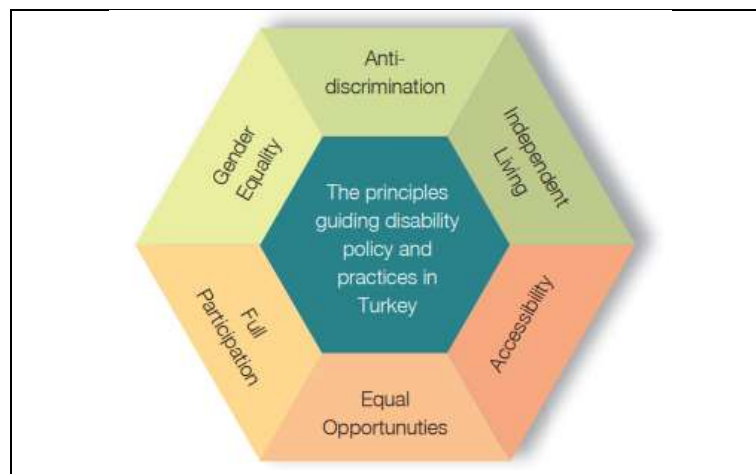 Anti-
discrimination
Independent
Living
Accessibility
Equal
Opportunuties
Full
Participation
Gender
Equality
The principles
guiding disability
policy and
practices in
Turkey